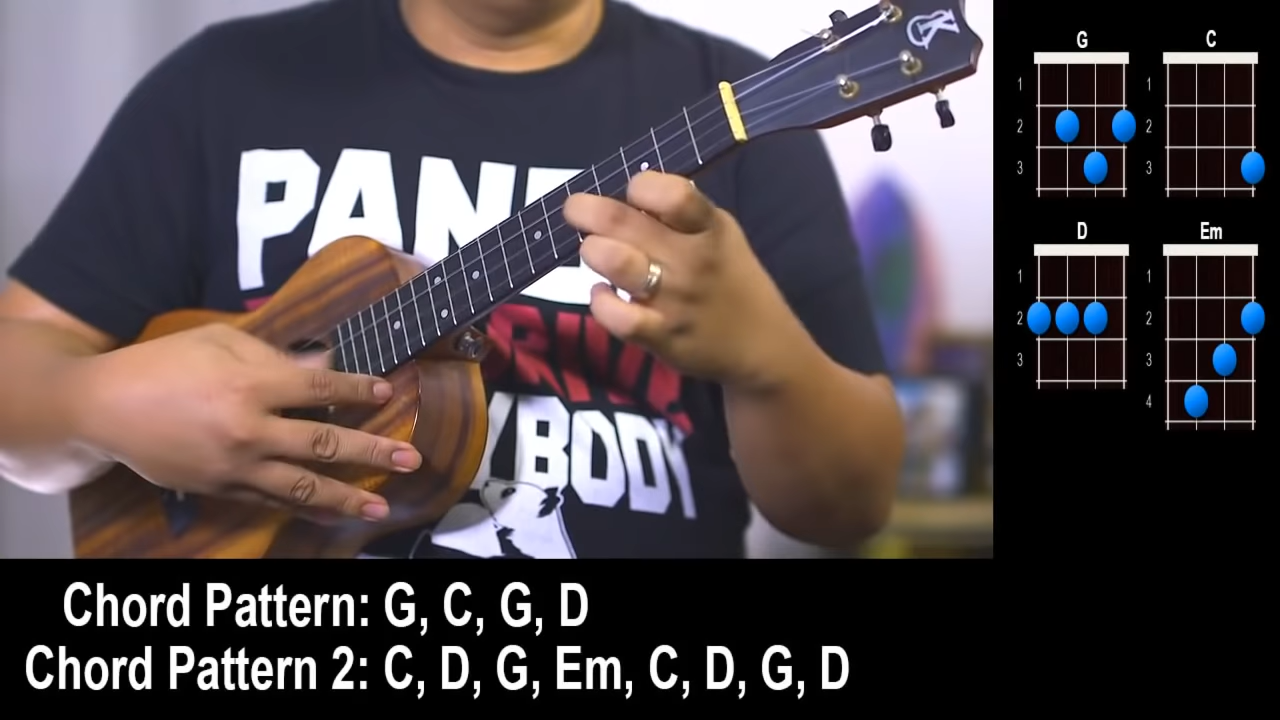 G
C
1
2
3
1
2
3
D
Em
1
2
3
1
2
3
4
K
BODY
Chord Pattern: G, C, G, D
Chord Pattern 2: C, D, G, Em, C, D, G, D